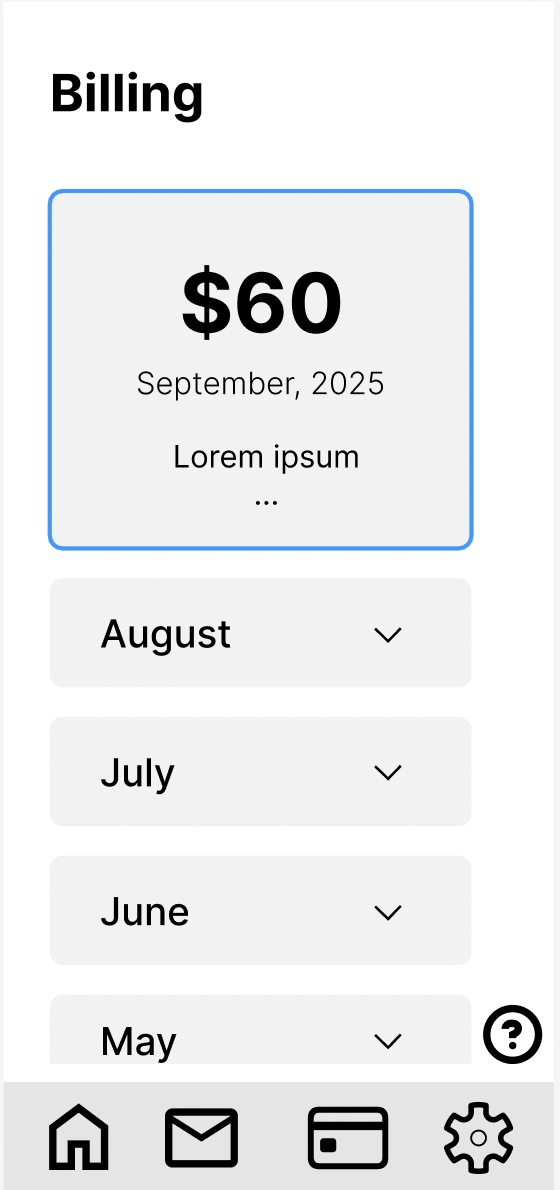 Billing
$60
September, 2025
Lorem ipsum
...
August
July
June
May
?